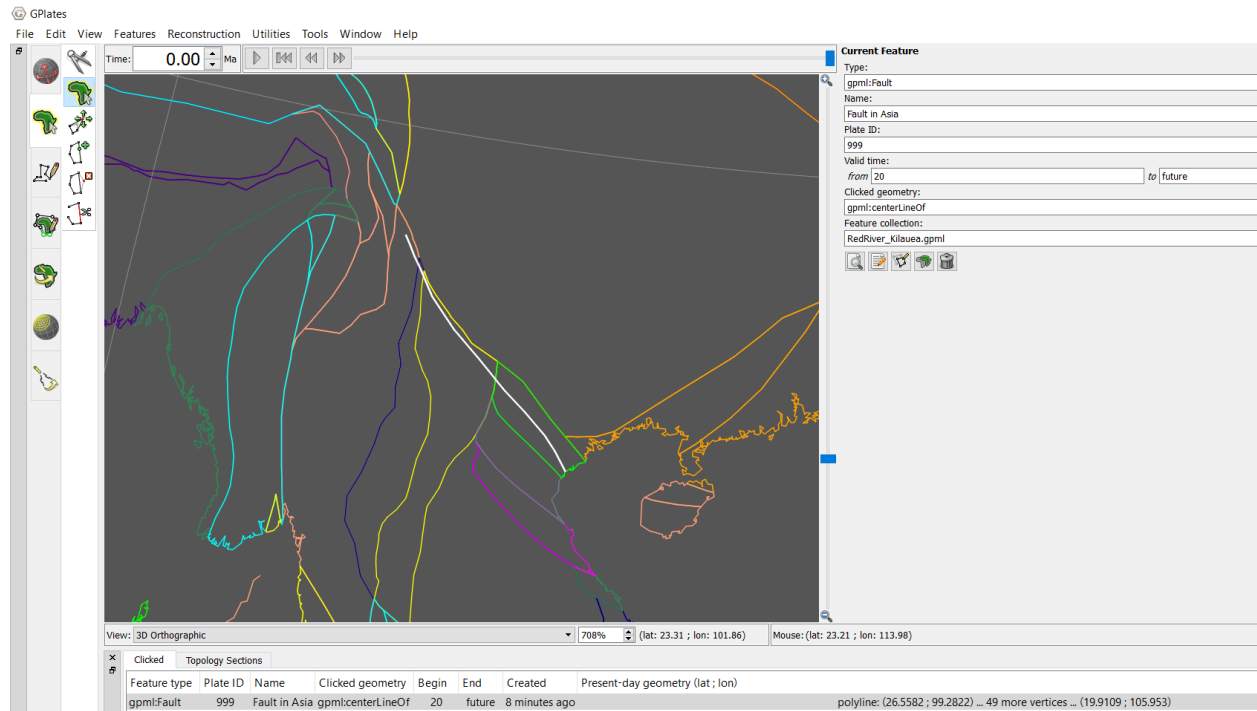 GPlates
File Edit View Features Reconstruction Utilities Tools Window Help
Time: 0.00 Ma
Current Feature
Type:
gpml:Fault
Name:
Fault in Asia
Plate ID:
999
Valid time:
from 20 to future
Clicked geometry:
gpml:centerLineOf
Feature collection:
RedRiver_Kilauea.gpml
View: 3D Orthographic 708% (lat: 23.31 ; lon: 101.86) Mouse: (lat: 23.21 ; lon: 113.98)
Clicked Topology Sections
Feature type Plate ID Name Clicked geometry Begin End Created Present-day geometry (lat ; lon)
gpml:Fault 999 Fault in Asia gpml:centerLineOf 20 future 8 minutes ago polyline: (26.5582 ; 99.2822) ... 49 more vertices ... (19.9109 ; 105.953)